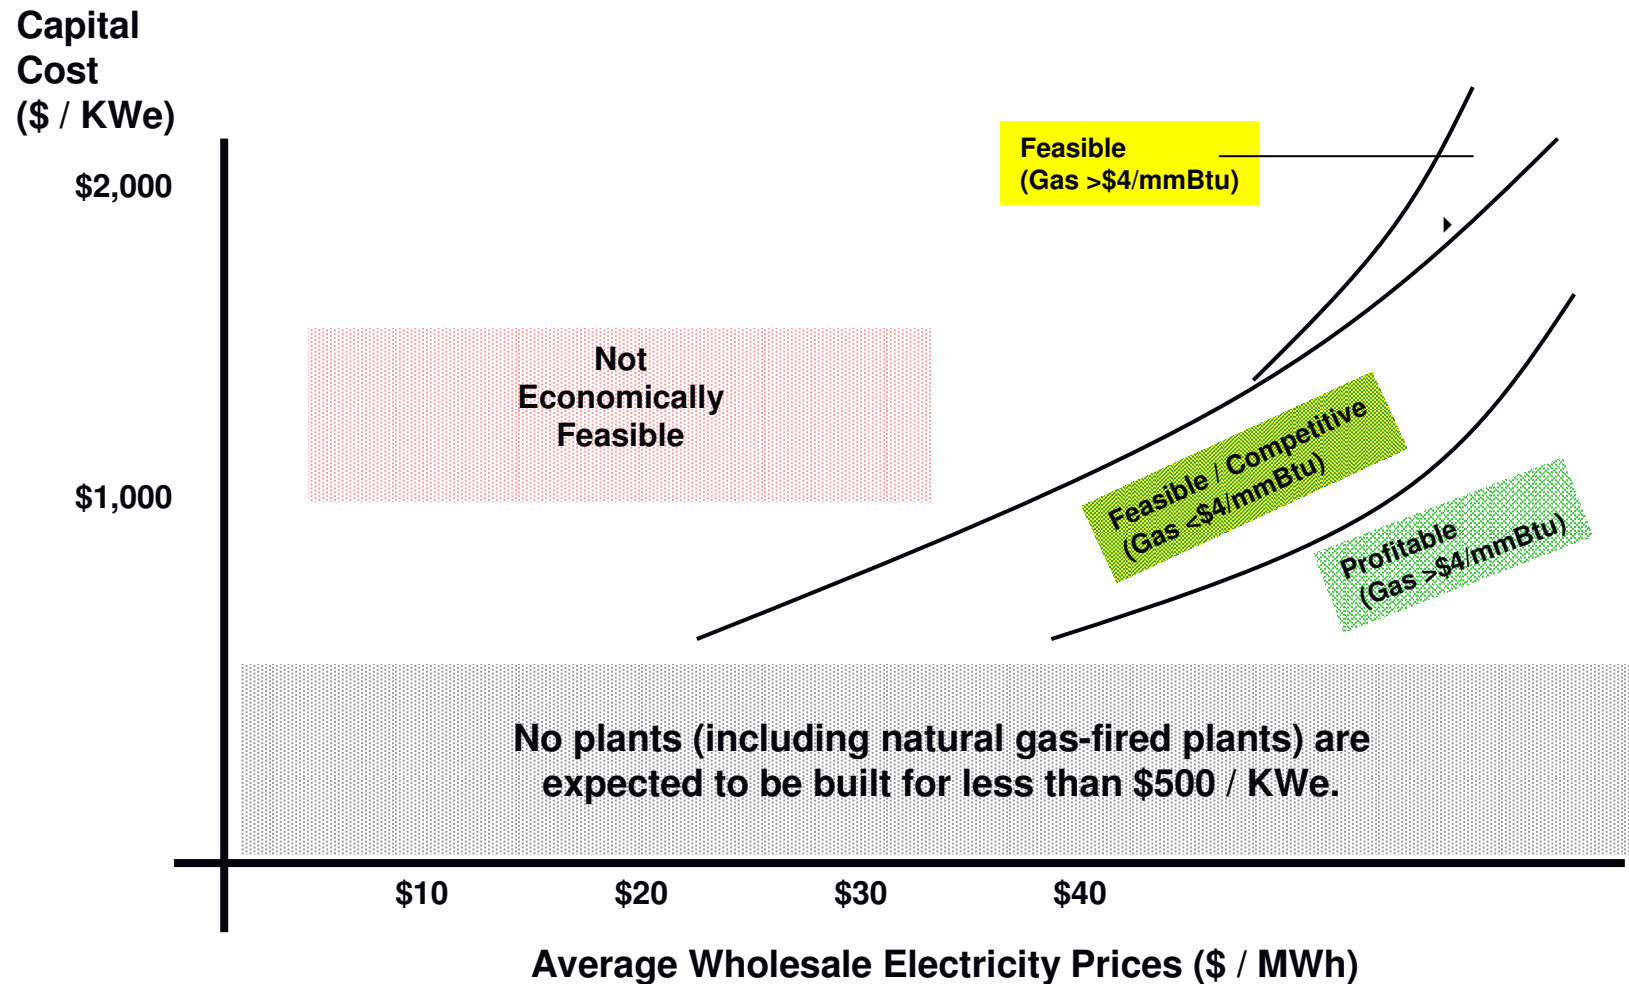 Capital
Cost
($ / KWe)
$2,000
$1,000
Feasible
(Gas >$4/mmBtu)
Not
Economically
Feasible
Feasible / Competitive
(Gas <$4/mmBtu)
Profitable
(Gas >$4/mmBtu)
No plants (including natural gas-fired plants) are
expected to be built for less than $500 / KWe.
$10
$20
$30
$40
Average Wholesale Electricity Prices ($ / MWh)